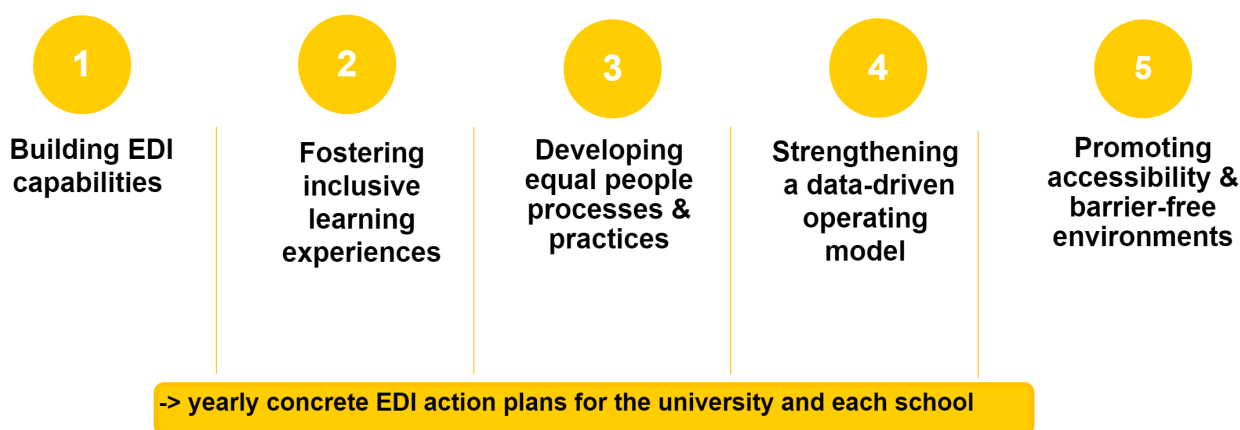 1
Building EDI
capabilities
2
Fostering
inclusive
learning
experiences
3
Developing
equal people
processes &
practices
4
Strengthening
a data-driven
operating
model
5
Promoting
accessibility &
barrier-free
environments
-> yearly concrete EDI action plans for the university and each school